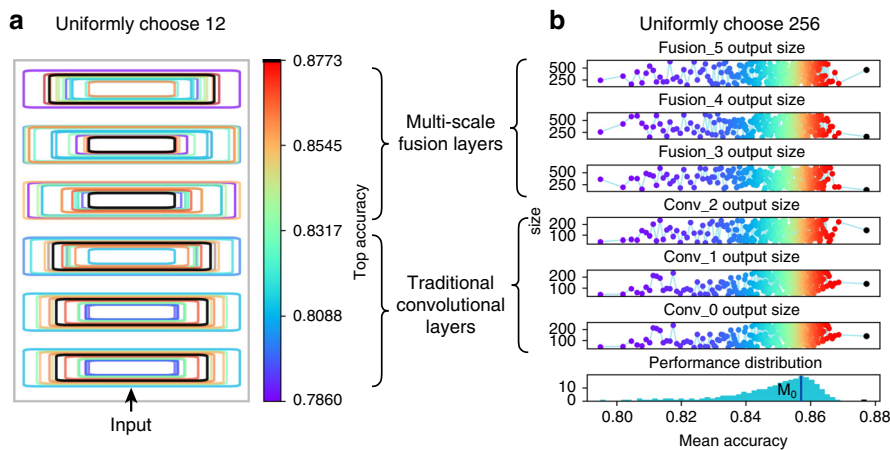 a
Uniformly choose 12
0.8773
0.8545
0.8317
0.8088
0.7860
Top accuracy
Input
Multi-scale
fusion layers
Traditional
convolutional
layers
b
Uniformly choose 256
Fusion_5 output size
500
250
Fusion_4 output size
500
250
Fusion_3 output size
500
250
size
Conv_2 output size
200
100
Conv_1 output size
200
100
Conv_0 output size
200
100
Performance distribution
10
0
M0
0.80 0.82 0.84 0.86 0.88
Mean accuracy